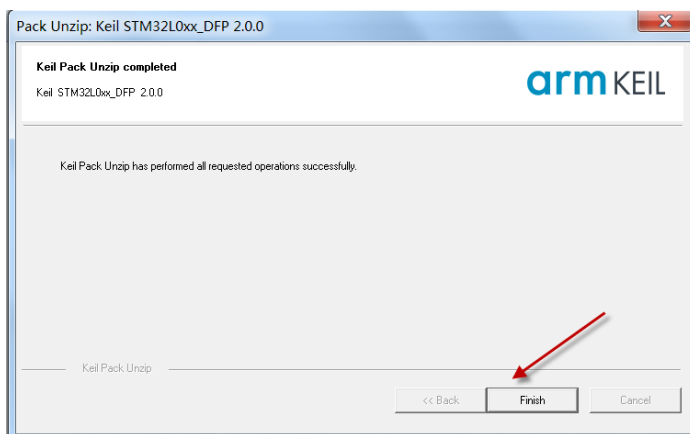 Pack Unzip: Keil STM32L0xx_DFP 2.0.0
Keil Pack Unzip completed
Keil STM32L0xx_DFP 2.0.0
arm KEIL
Keil Pack Unzip has performed all requested operations successfully.
Keil Pack Unzip
<< Back
Finish
Cancel